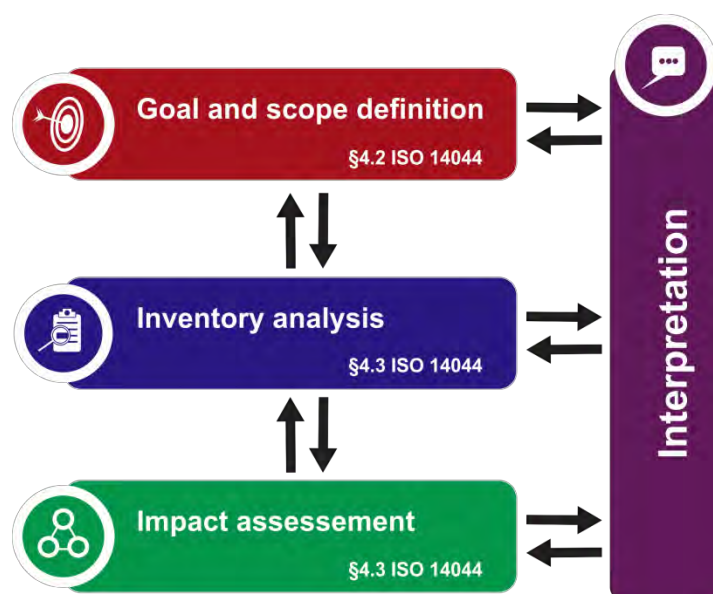 Goal and scope definition
§4.2 ISO 14044
Inventory analysis
§4.3 ISO 14044
Impact assessement
§4.3 ISO 14044
Interpretation